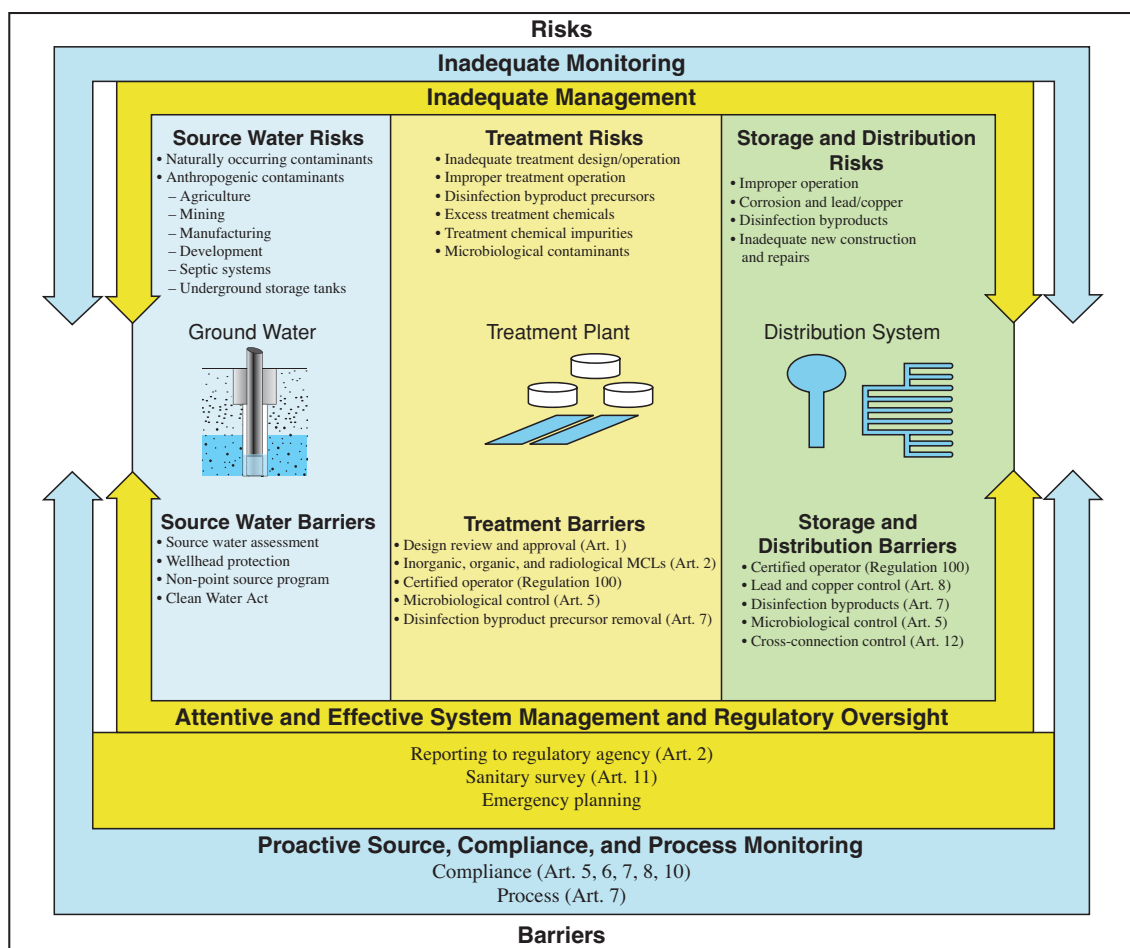 Risks
Inadequate Monitoring
Inadequate Management
Source Water Risks
• Naturally occurring contaminants
• Anthropogenic contaminants
– Agriculture
– Mining
– Manufacturing
– Development
– Septic systems
– Underground storage tanks
Treatment Risks
• Inadequate treatment design/operation
• Improper treatment operation
• Disinfection byproduct precursors
• Excess treatment chemicals
• Treatment chemical impurities
• Microbiological contaminants
Storage and Distribution
Risks
• Improper operation
• Corrosion and lead/copper
• Disinfection byproducts
• Inadequate new construction
and repairs
Ground Water
Treatment Plant
Distribution System
Source Water Barriers
• Source water assessment
• Wellhead protection
• Non-point source program
• Clean Water Act
Treatment Barriers
• Design review and approval (Art. 1)
• Inorganic, organic, and radiological MCLs (Art. 2)
• Certified operator (Regulation 100)
• Microbiological control (Art. 5)
• Disinfection byproduct precursor removal (Art. 7)
Storage and
Distribution Barriers
• Certified operator (Regulation 100)
• Lead and copper control (Art. 8)
• Disinfection byproducts (Art. 7)
• Microbiological control (Art. 5)
• Cross-connection control (Art. 12)
Attentive and Effective System Management and Regulatory Oversight
Reporting to regulatory agency (Art. 2)
Sanitary survey (Art. 11)
Emergency planning
Proactive Source, Compliance, and Process Monitoring
Compliance (Art. 5, 6, 7, 8, 10)
Process (Art. 7)
Barriers